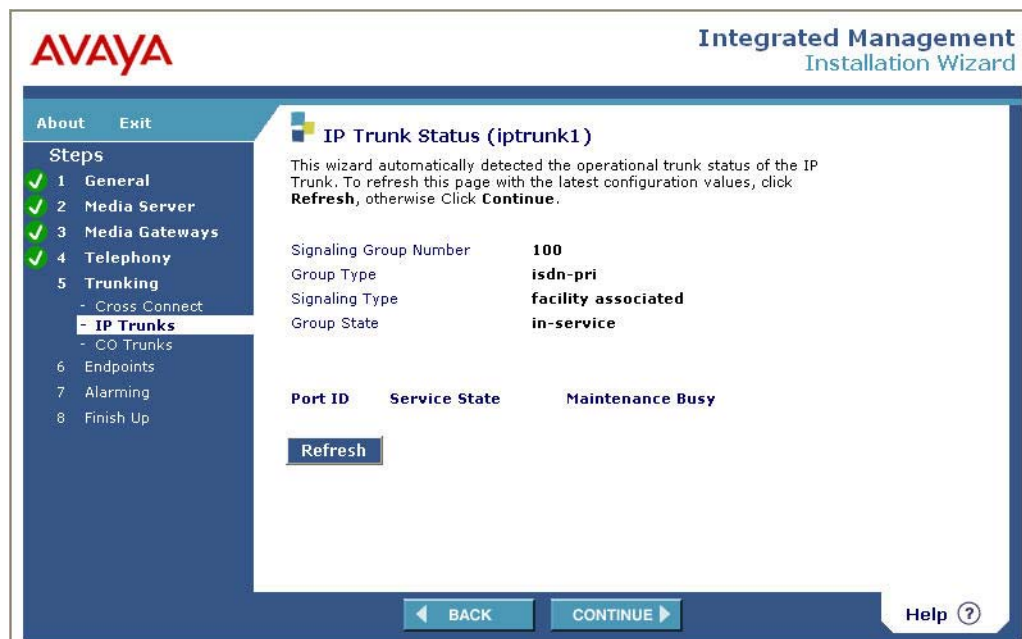 AVAYA
Integrated Management
Installation Wizard
About Exit
Steps
1 General
2 Media Server
3 Media Gateways
4 Telephony
5 Trunking
- Cross Connect
- IP Trunks
- CO Trunks
6 Endpoints
7 Alarming
8 Finish Up
IP Trunk Status (iptrunk1)
This wizard automatically detected the operational trunk status of the IP
Trunk. To refresh this page with the latest configuration values, click
Refresh, otherwise Click Continue.
Signaling Group Number 100
Group Type isdn-pri
Signaling Type facility associated
Group State in-service
Port ID Service State Maintenance Busy
Refresh
BACK CONTINUE
Help ?